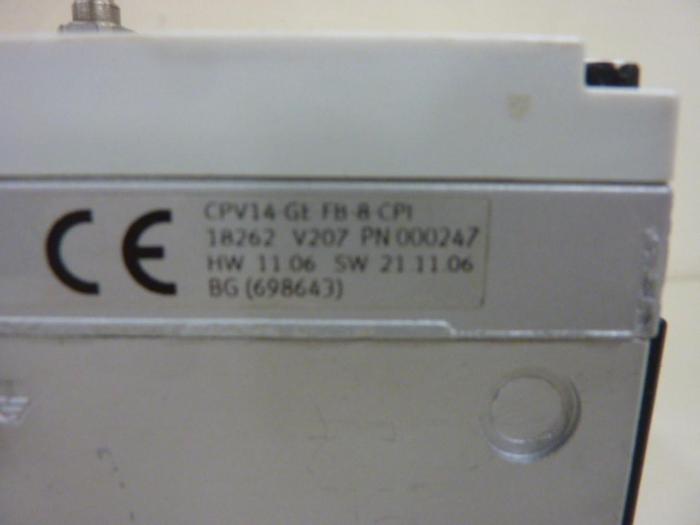 CE
CPV14-GE-FB-8-CPI
18262 V207 PN 000247
HW 11.06 SW 21.11.06
BG (698643)